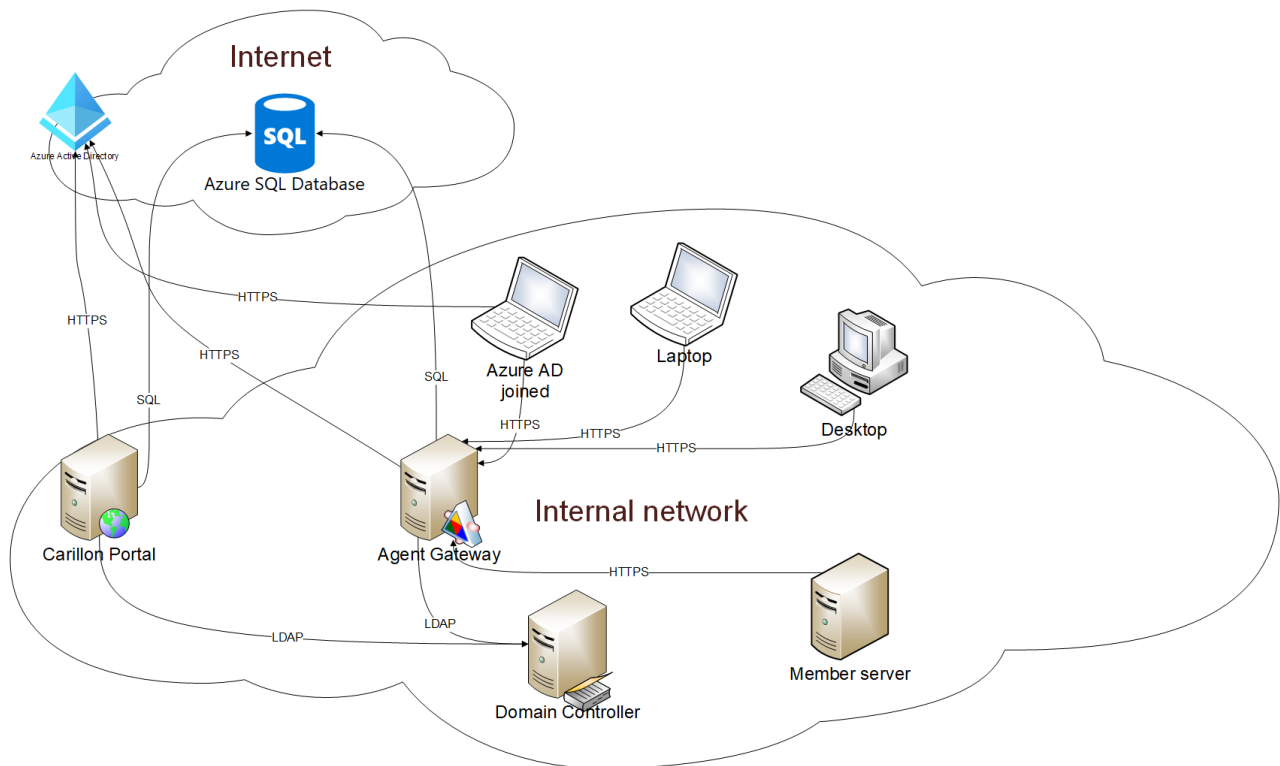 Internet
SQL
Azure Active Directory
Azure SQL Database
HTTPS
HTTPS
HTTPS
SQL
SQL
Azure AD
joined
Laptop
Desktop
HTTPS
HTTPS
HTTPS
Carillon Portal
Agent Gateway
Internal network
HTTPS
LDAP
LDAP
Member server
Domain Controller